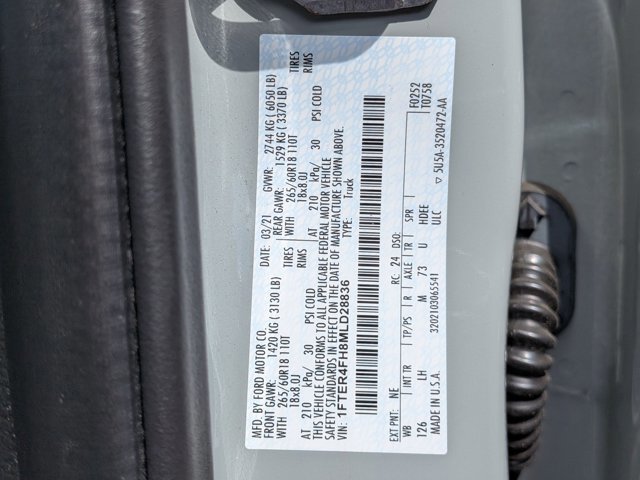 MFD. BY FORD MOTOR CO. DATE: 03/21 GVWR: 2744 KG ( 6050 LB)
FRONT GAWR: 1420 KG ( 3130 LB) REAR GAWR: 1529 KG ( 3370 LB)
WITH 265/60R18 110T TIRES WITH 265/60R18 110T TIRES
18x8.0J RIMS 18x8.0J RIMS
AT 210 kPa/ 30 PSI COLD AT 210 kPa/ 30 PSI COLD
THIS VEHICLE CONFORMS TO ALL APPLICABLE FEDERAL MOTOR VEHICLE
SAFETY STANDARDS IN EFFECT ON THE DATE OF MANUFACTURE SHOWN ABOVE.
VIN: 1FTER4FH8MLD28836 TYPE: Truck
F0252
T0758
EXT PNT: NE RC: 24 DSO:
WB INT TR TP/PS R AXLE TR SPR ▽ 5U5A-3520472-AA
126 LH M 73 U HDEE
MADE IN U.S.A. 3202103065541 ULC